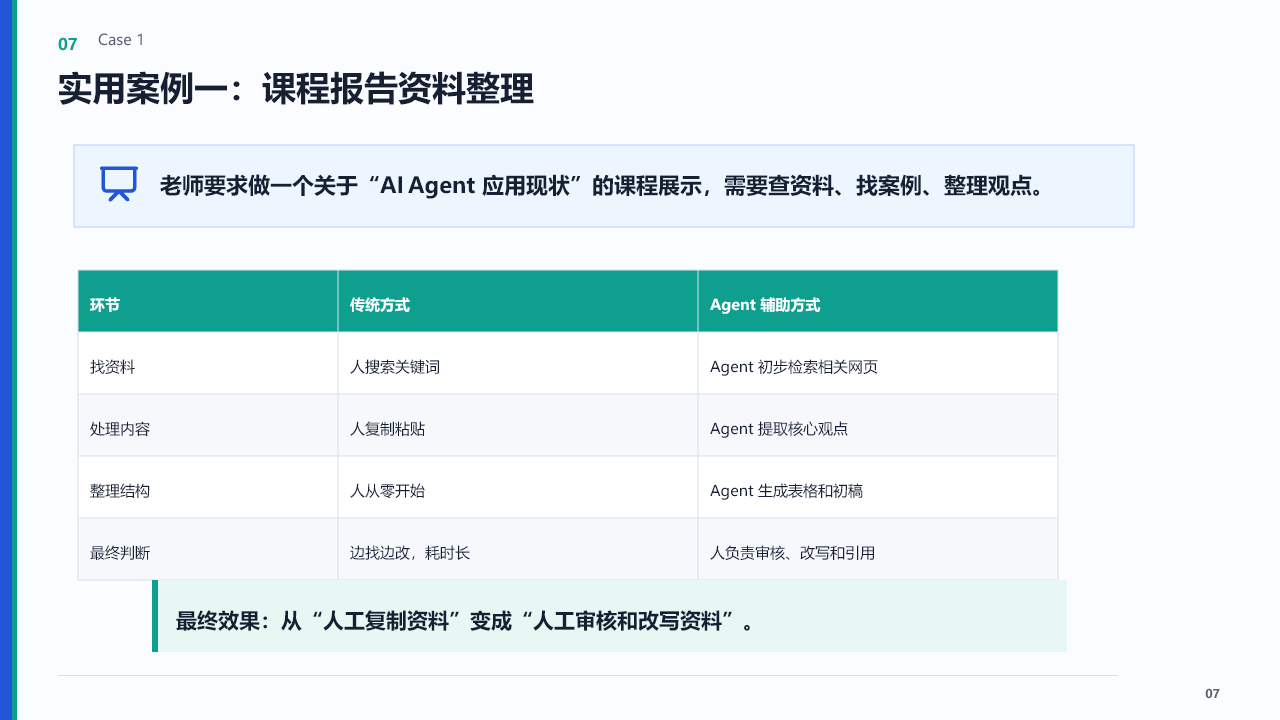 07 Case 1
实用案例一：课程报告资料整理
老师要求做一个关于“AI Agent 应用现状”的课程展示，需要查资料、找案例、整理观点。
环节 传统方式 Agent 辅助方式
找资料 人搜索关键词 Agent 初步检索相关网页
处理内容 人复制粘贴 Agent 提取核心观点
整理结构 人从零开始 Agent 生成表格和初稿
最终判断 边找边改，耗时长 人负责审核、改写和引用
最终效果：从“人工复制资料”变成“人工审核和改写资料”。
07